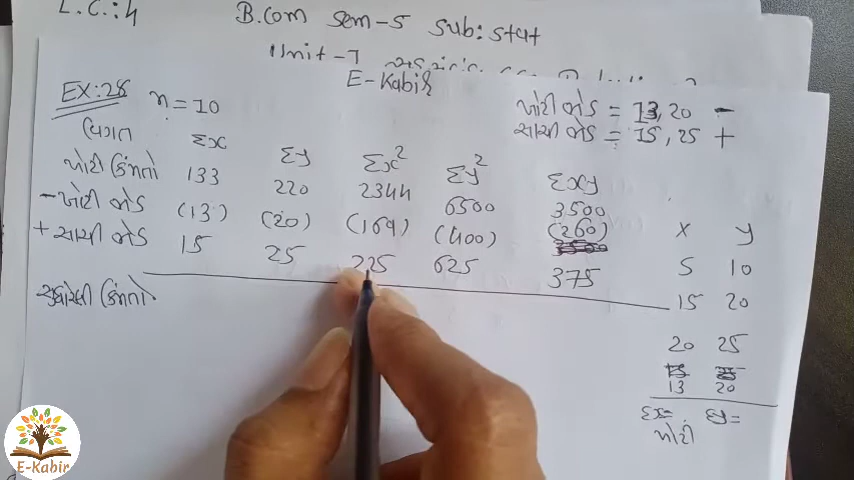 L.C.:4
B.Com Sem-5 Sub: Stat
Unit-1
E-Kabir
EX:28 n=10
ખોટી જોડ = 13, 20 -
સાચી જોડ = 15, 25 +
વિગત Σx Σy Σx² Σy² Σxy
ખોટી કિંમતો 133 220 2344 6500 3500
- ખોટી જોડ (13) (20) (169) (400) (260)
+ સાચી જોડ 15 25 225 625 375
સુધારેલી કિંમતો
x y
5 10
15 20
20 25
13 20
Σx= Σy=
ખોટી
E-Kabir